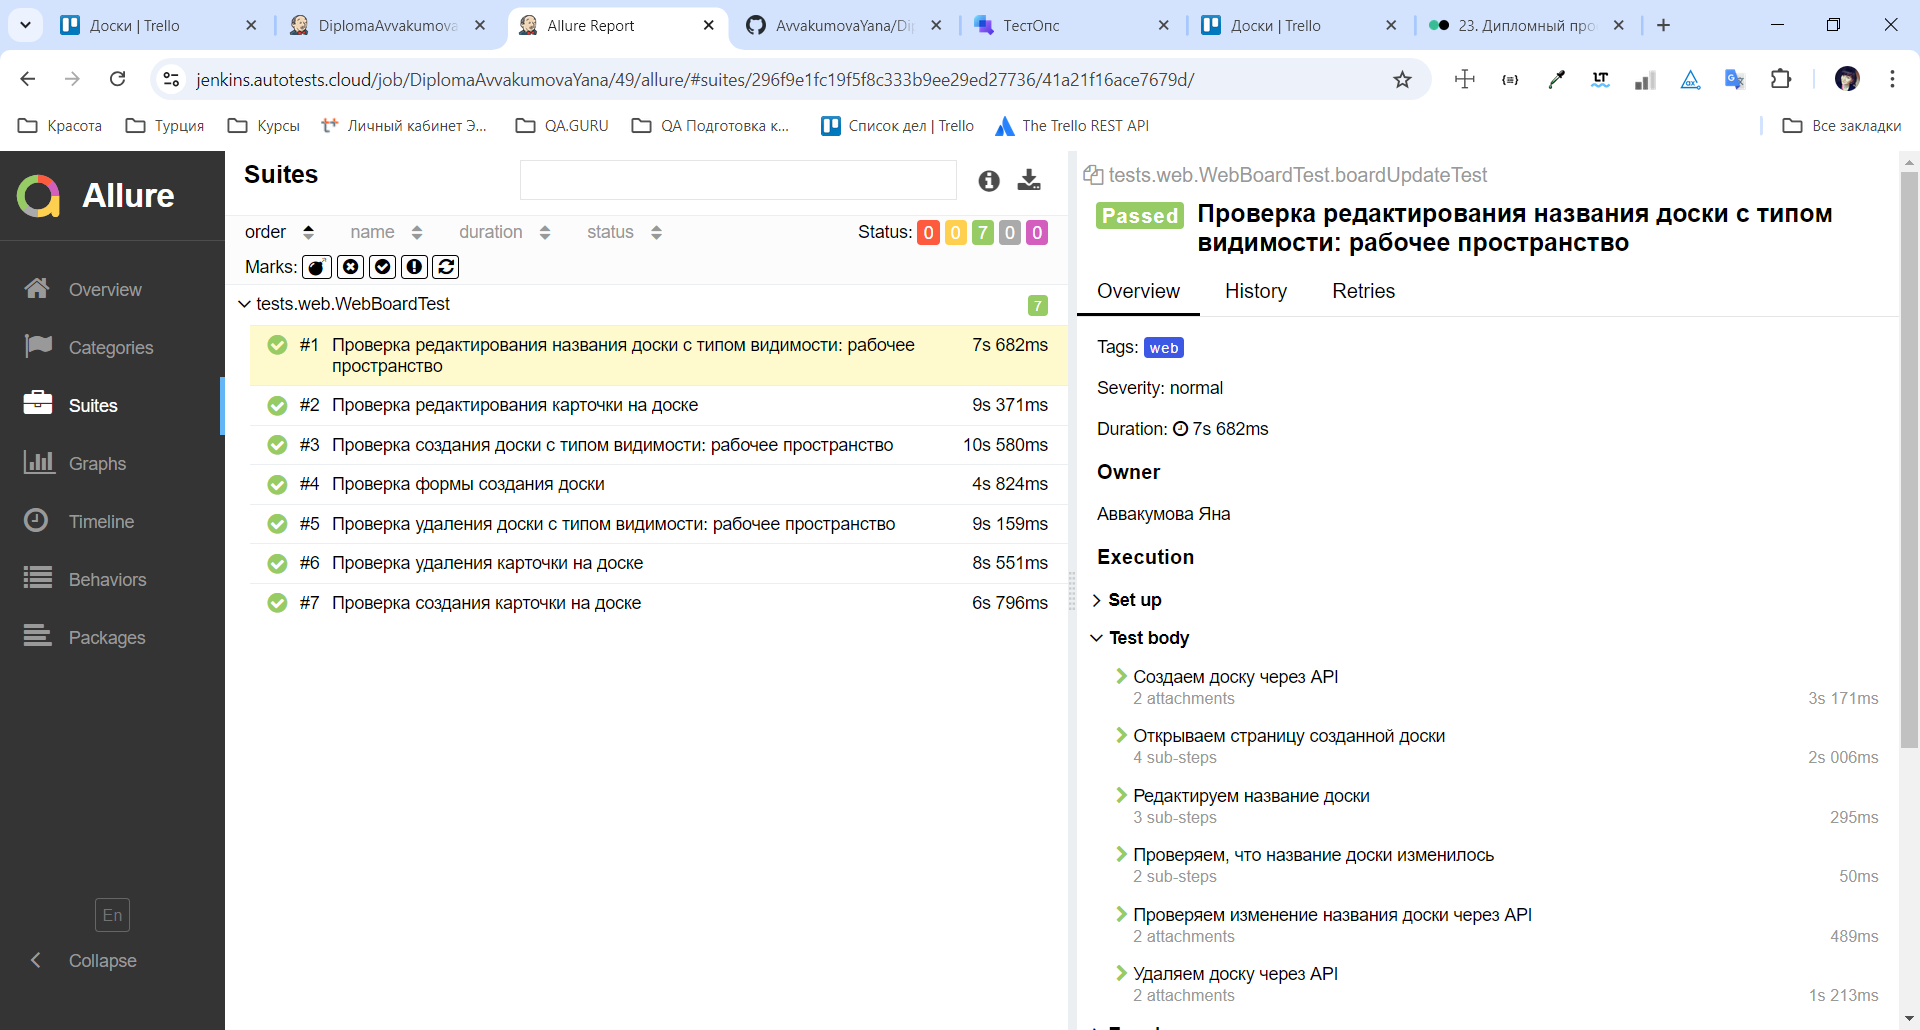 Доски | Trello
DiplomaAvvakumova
Allure Report
AvvakumovaYana/Di
ТестОпс
Доски | Trello
23. Дипломный про
jenkins.autotests.cloud/job/DiplomaAvvakumovaYana/49/allure/#suites/296f9e1fc19f5f8c333b9ee29ed27736/41a21f16ace7679d/
Красота
Турция
Курсы
Личный кабинет Э...
QA.GURU
QA Подготовка к...
Список дел | Trello
The Trello REST API
Все закладки
Allure
Overview
Categories
Suites
Graphs
Timeline
Behaviors
Packages
En
Collapse
Suites
order name duration status Status: 0 0 7 0 0
Marks:
tests.web.WebBoardTest 7
#1 Проверка редактирования названия доски с типом видимости: рабочее 7s 682ms
пространство
#2 Проверка редактирования карточки на доске 9s 371ms
#3 Проверка создания доски с типом видимости: рабочее пространство 10s 580ms
#4 Проверка формы создания доски 4s 824ms
#5 Проверка удаления доски с типом видимости: рабочее пространство 9s 159ms
#6 Проверка удаления карточки на доске 8s 551ms
#7 Проверка создания карточки на доске 6s 796ms
tests.web.WebBoardTest.boardUpdateTest
Passed Проверка редактирования названия доски с типом
видимости: рабочее пространство
Overview History Retries
Tags: web
Severity: normal
Duration: 7s 682ms
Owner
Аввакумова Яна
Execution
Set up
Test body
Создаем доску через API
2 attachments 3s 171ms
Открываем страницу созданной доски
4 sub-steps 2s 006ms
Редактируем название доски
3 sub-steps 295ms
Проверяем, что название доски изменилось
2 sub-steps 50ms
Проверяем изменение названия доски через API
2 attachments 489ms
Удаляем доску через API
2 attachments 1s 213ms